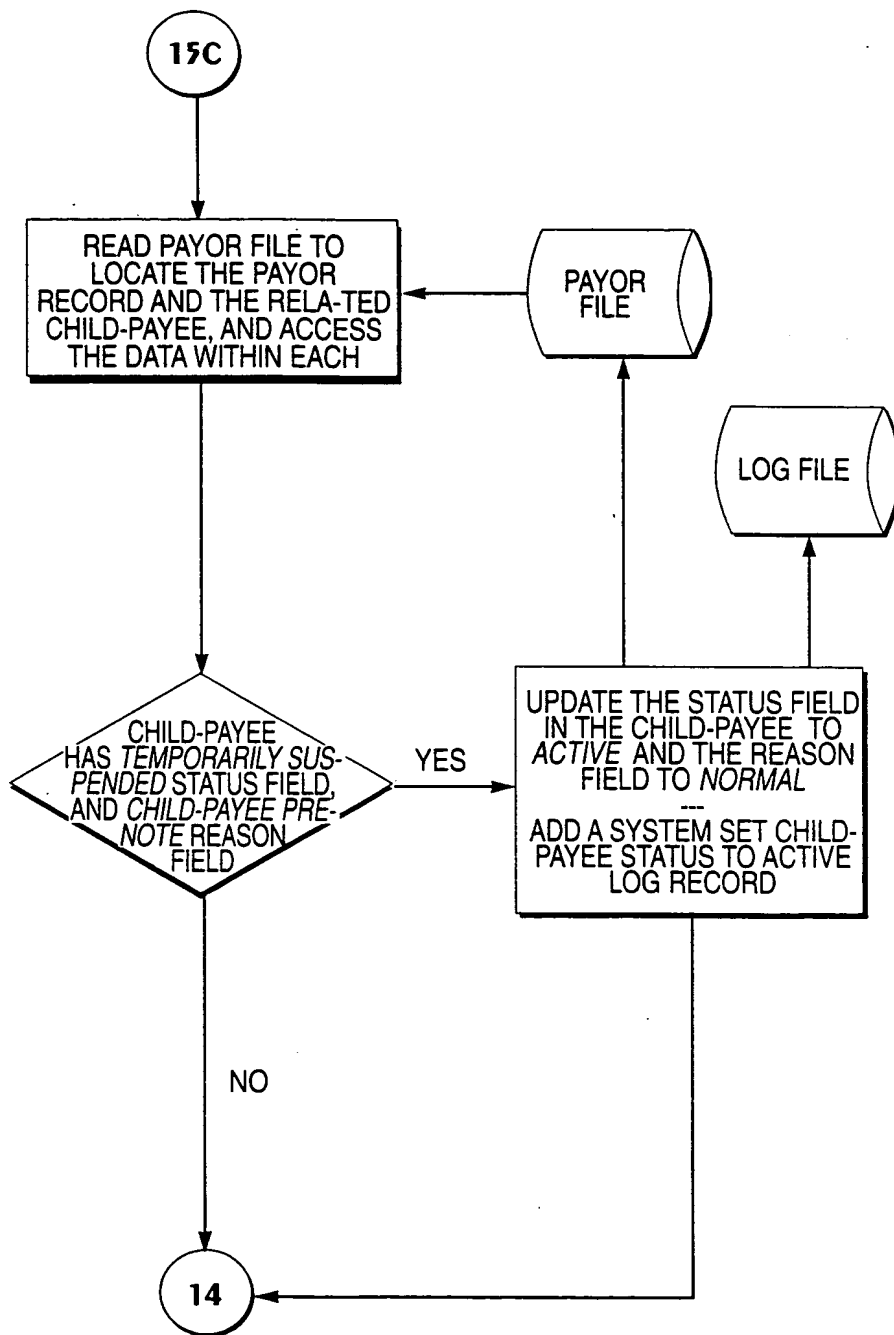 15C
READ PAYOR FILE TO
LOCATE THE PAYOR
RECORD AND THE RELA-TED
CHILD-PAYEE, AND ACCESS
THE DATA WITHIN EACH
PAYOR
FILE
LOG FILE
CHILD-PAYEE
HAS TEMPORARILY SUS-
PENDED STATUS FIELD,
AND CHILD-PAYEE PRE-
NOTE REASON
FIELD
YES
UPDATE THE STATUS FIELD
IN THE CHILD-PAYEE TO
ACTIVE AND THE REASON
FIELD TO NORMAL
---
ADD A SYSTEM SET CHILD-
PAYEE STATUS TO ACTIVE
LOG RECORD
NO
14